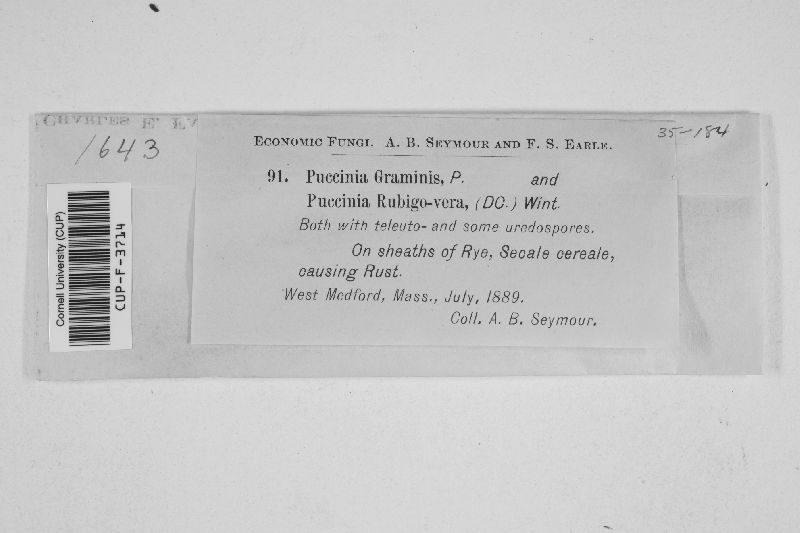 CHARLES E.
1643
35-184
ECONOMIC FUNGI. A. B. SEYMOUR AND F. S. EARLE.
91. Puccinia Graminis, P. and
Puccinia Rubigo-vera, (DC.) Wint.
Both with teleuto- and some uredospores.
On sheaths of Rye, Secale cereale,
causing Rust.
West Medford, Mass., July, 1889.
Coll. A. B. Seymour.
Cornell University (CUP)
CUP-F-3714